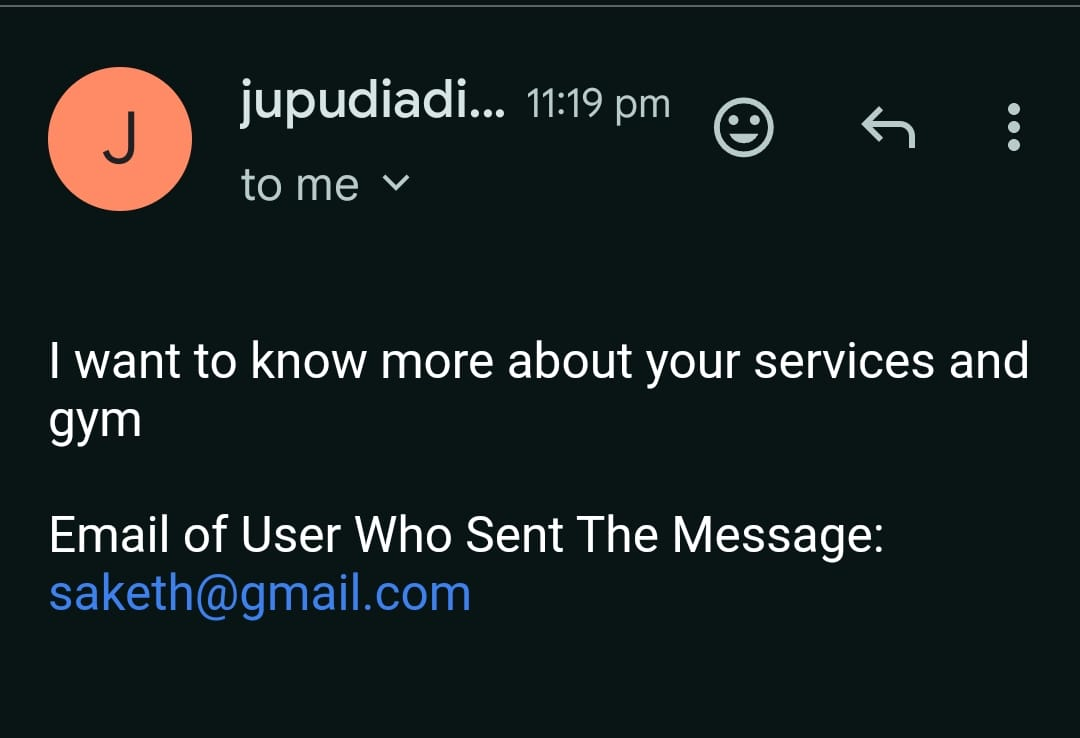 J
jupudiadi... 11:19 pm
to me
I want to know more about your services and
gym
Email of User Who Sent The Message:
saketh@gmail.com